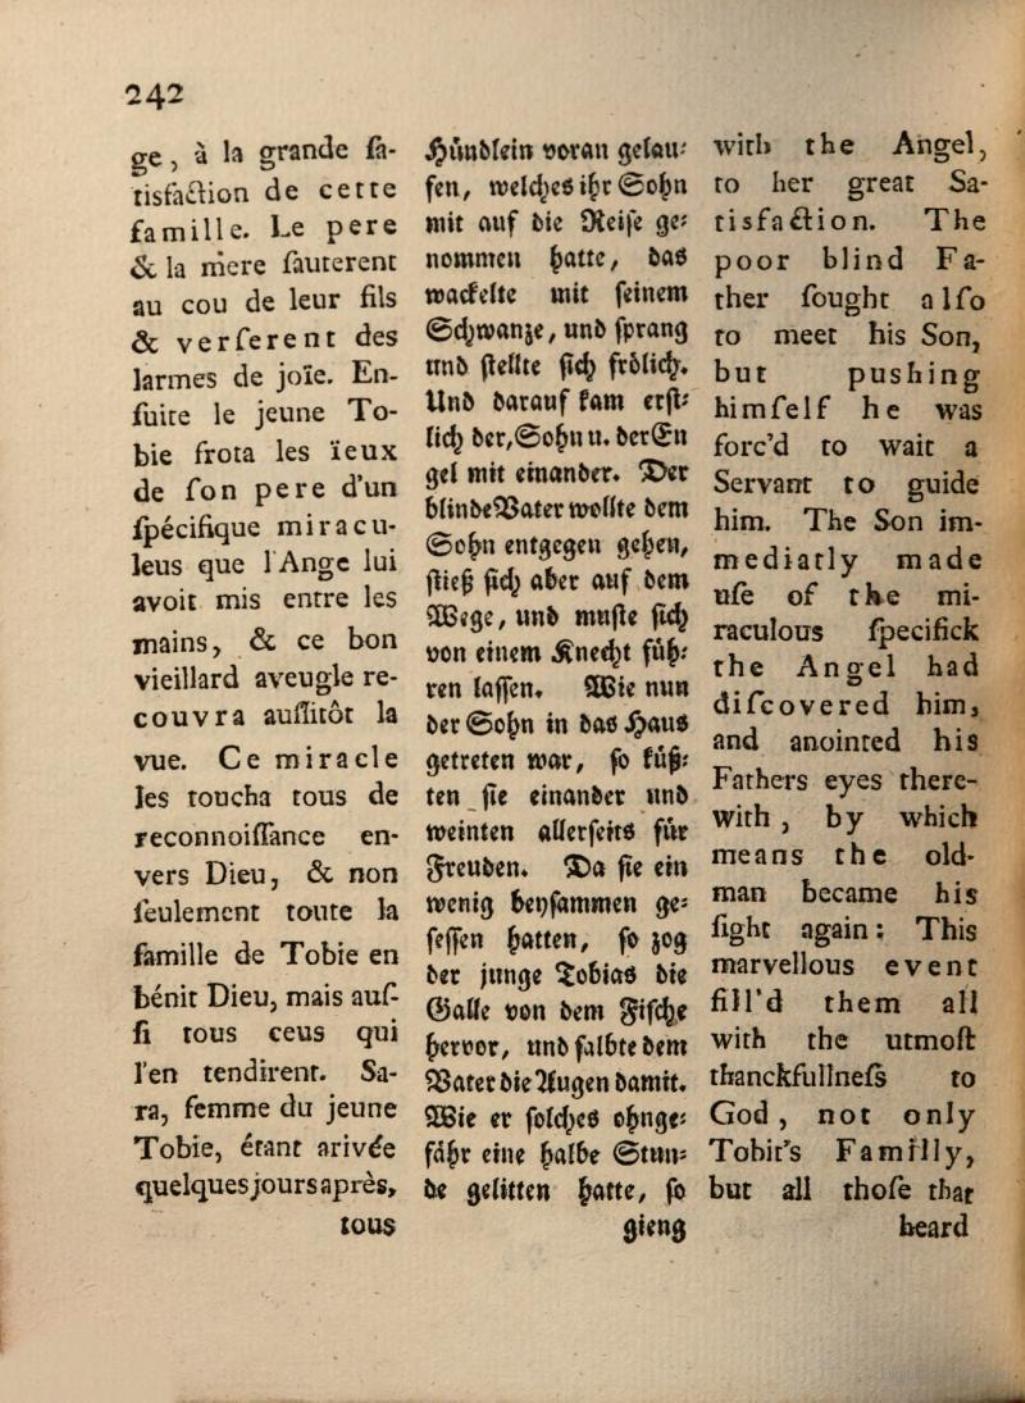 242
ge, à la grande ſa-
tisfaction de cette
famille. Le pere
& la mere ſauterent
au cou de leur fils
& verſerent des
larmes de joïe. En-
ſuite le jeune To-
bie frota les ïeux
de ſon pere d'un
ſpécifique miracu-
leus que l'Ange lui
avoit mis entre les
mains, & ce bon
vieillard aveugle re-
couvra auſſitôt la
vue. Ce miracle
les toucha tous de
reconnoiſſance en-
vers Dieu, & non
ſeulement toute la
famille de Tobie en
bénit Dieu, mais auſ-
ſi tous ceus qui
l'en tendirent. Sa-
ra, femme du jeune
Tobie, étant arivée
quelques jours après,
tous
Hündlein voran gelau-
fen, welches ihr Sohn
mit auf die Reiſe ge-
nommen hatte, das
wackelte mit ſeinem
Schwanze, und ſprang
und ſtellte ſich frölich.
Und darauf kam erſt-
lich der, Sohn u. der En
gel mit einander. Der
blinde Vater wollte dem
Sohn entgegen gehen,
ſtieß ſich aber auf dem
Wege, und muſte ſich
von einem Knecht füh-
ren laſſen. Wie nun
der Sohn in das Haus
getreten war, ſo küß-
ten ſie einander und
weinten allerſeits für
Freuden. Da ſie ein
wenig beyſammen ge-
ſeſſen hatten, ſo zog
der junge Tobias die
Galle von dem Fiſche
hervor, und ſalbte dem
Vater die Augen damit.
Wie er ſolches ohnge-
fähr eine halbe Stun-
de gelitten hatte, ſo
gieng
with the Angel,
to her great Sa-
tisfaction. The
poor blind Fa-
ther ſought alſo
to meet his Son,
but pushing
himſelf he was
forc'd to wait a
Servant to guide
him. The Son im-
mediatly made
uſe of the mi-
raculous ſpecifick
the Angel had
diſcovered him,
and anointed his
Fathers eyes there-
with, by which
means the old-
man became his
ſight again: This
marvellous event
fill'd them all
with the utmoſt
thanckfullneſs to
God, not only
Tobit's Familly,
but all thoſe that
heard